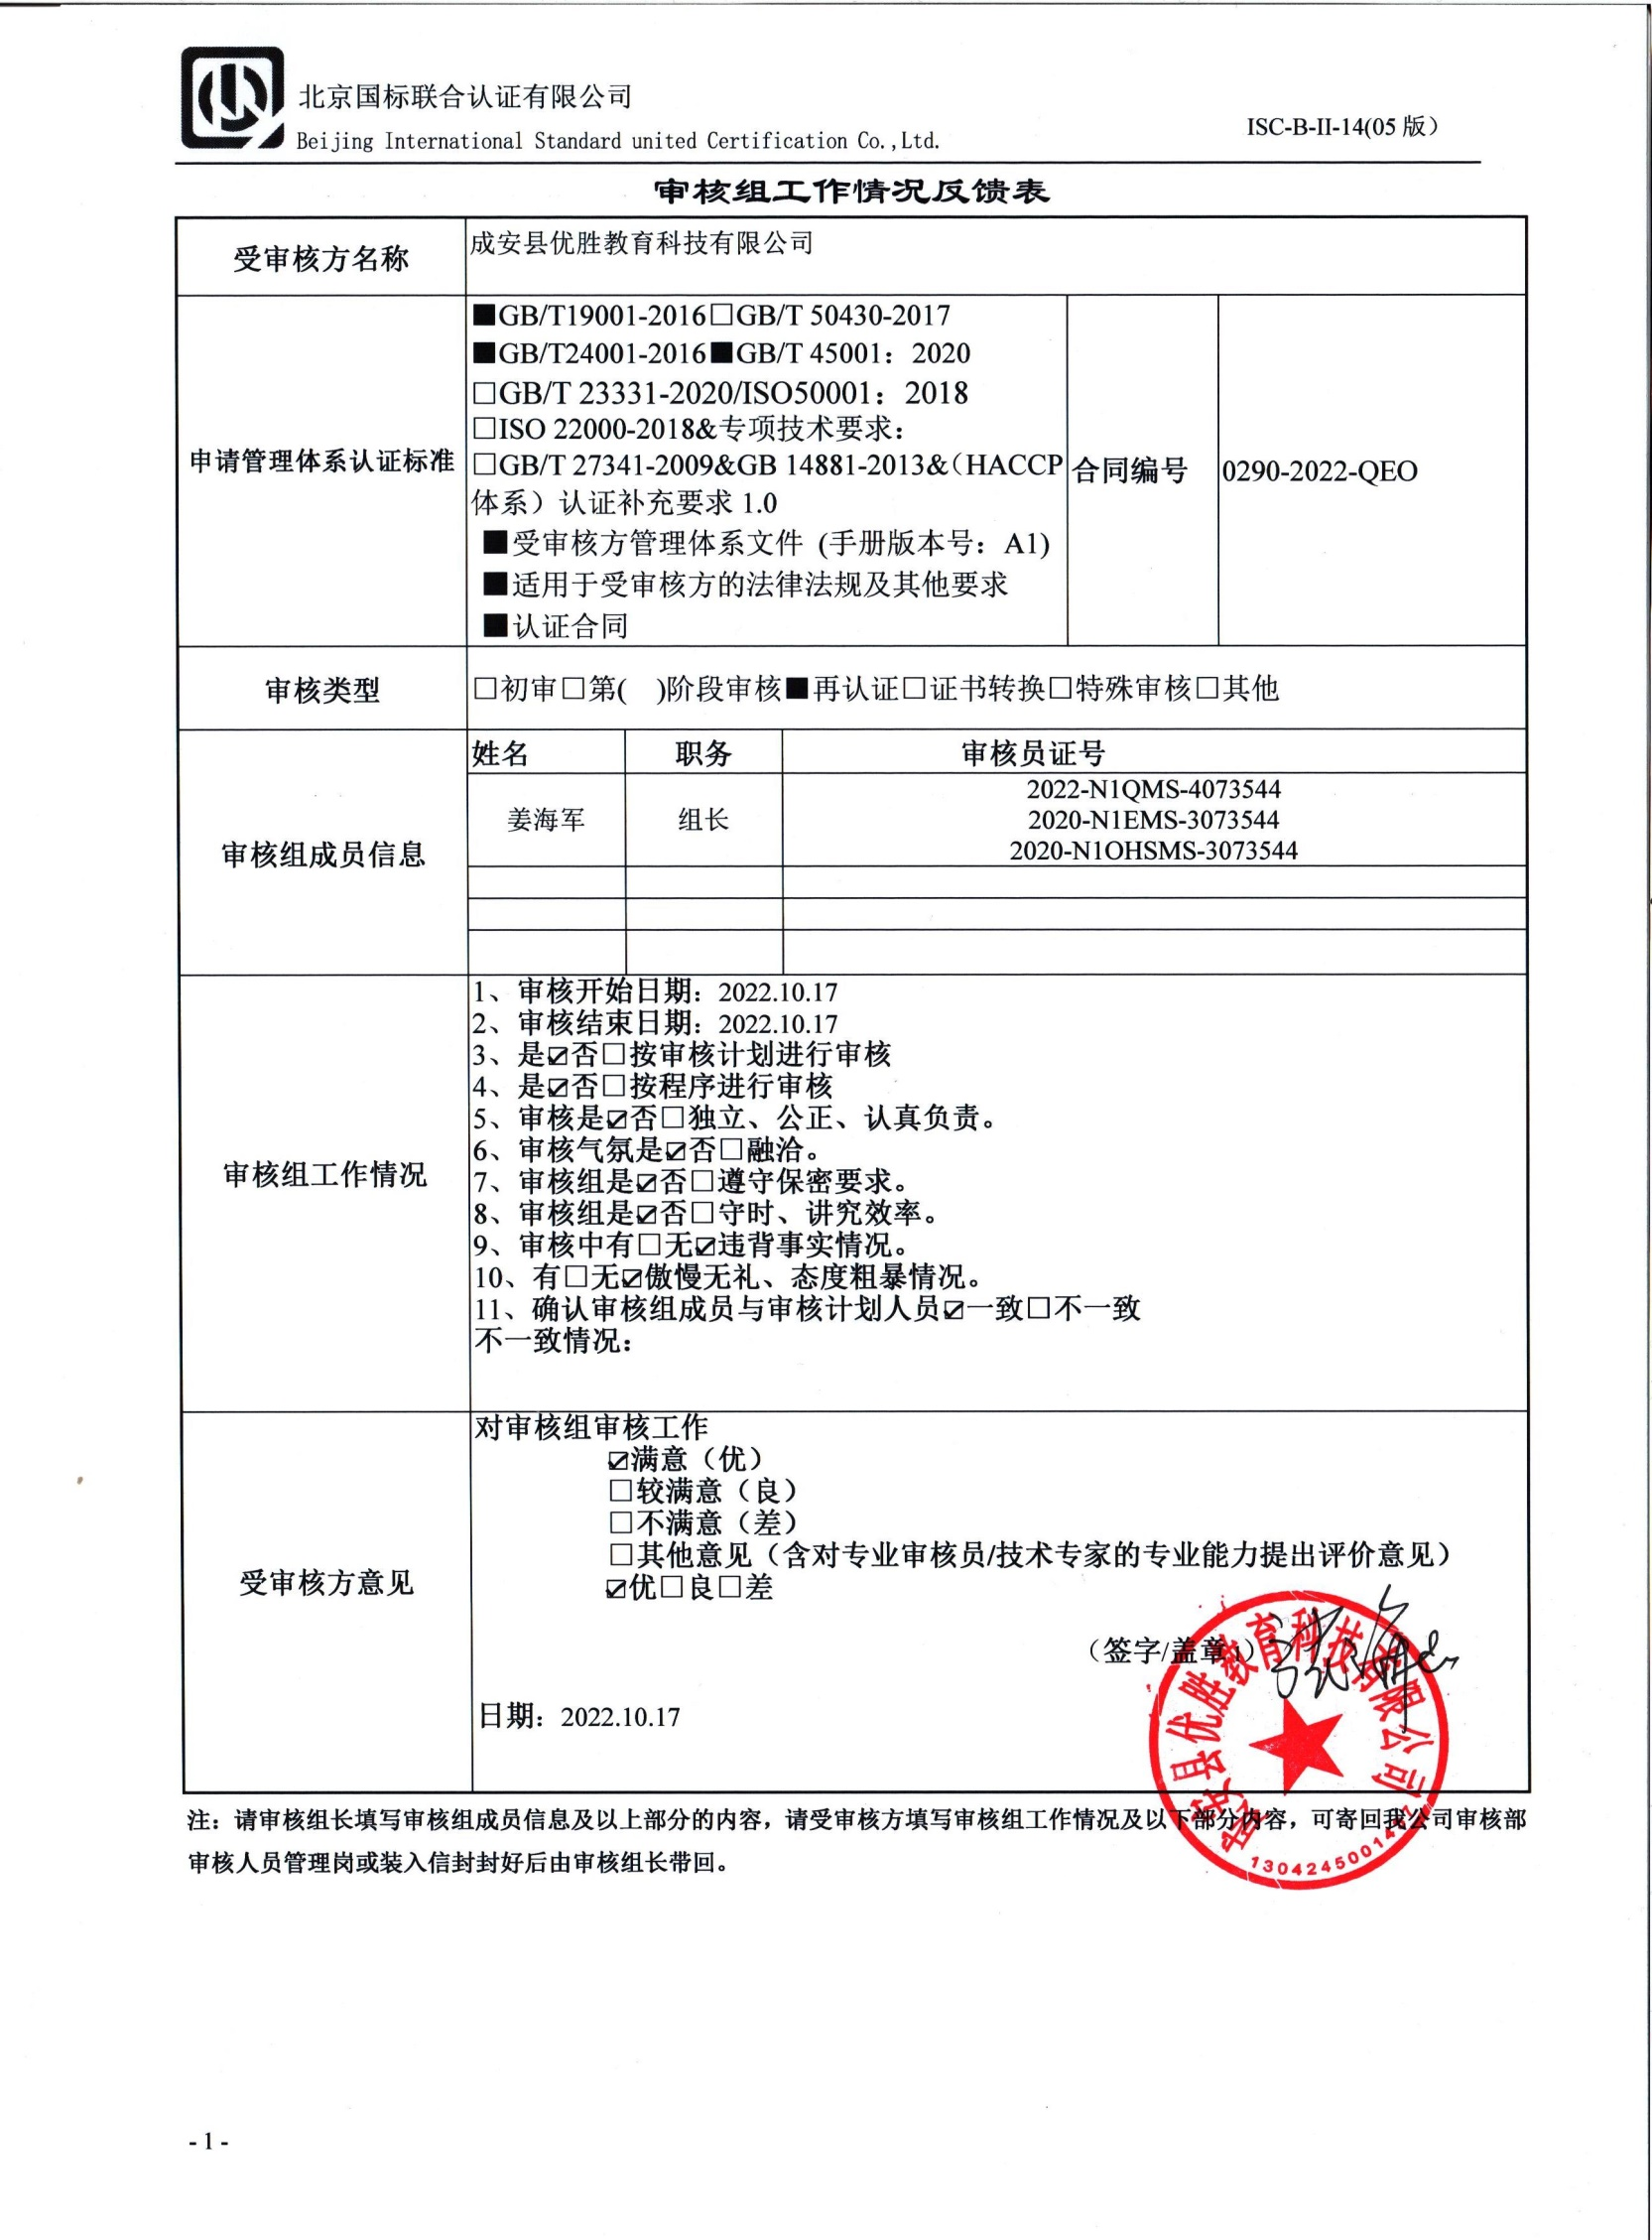 北京国标联合认证有限公司
Beijing International Standard united Certification Co.,Ltd.
ISC-B-II-14(05 版）
审核组工作情况反馈表
受审核方名称
成安县优胜教育科技有限公司
申请管理体系认证标准
■GB/T19001-2016□GB/T 50430-2017
■GB/T24001-2016■GB/T 45001：2020
□GB/T 23331-2020/ISO50001：2018
□ISO 22000-2018&专项技术要求：
□GB/T 27341-2009&GB 14881-2013&（HACCP
体系）认证补充要求 1.0
■受审核方管理体系文件 (手册版本号：A1)
■适用于受审核方的法律法规及其他要求
■认证合同
合同编号
0290-2022-QEO
审核类型
□初审□第( )阶段审核■再认证□证书转换□特殊审核□其他
审核组成员信息
姓名 职务 审核员证号
姜海军 组长
2022-N1QMS-4073544
2020-N1EMS-3073544
2020-N1OHSMS-3073544
审核组工作情况
1、审核开始日期：2022.10.17
2、审核结束日期：2022.10.17
3、是☑否□按审核计划进行审核
4、是☑否□按程序进行审核
5、审核是☑否□独立、公正、认真负责。
6、审核气氛是☑否□融洽。
7、审核组是☑否□遵守保密要求。
8、审核组是☑否□守时、讲究效率。
9、审核中有□无☑违背事实情况。
10、有□无☑傲慢无礼、态度粗暴情况。
11、确认审核组成员与审核计划人员☑一致□不一致
不一致情况：
受审核方意见
对审核组审核工作
☑满意（优）
□较满意（良）
□不满意（差）
□其他意见（含对专业审核员/技术专家的专业能力提出评价意见）
☑优□良□差
（签字/盖章）
日期：2022.10.17
成安县优胜教育科技有限公司
注：请审核组长填写审核组成员信息及以上部分的内容，请受审核方填写审核组工作情况及以下部分内容，可寄回我公司审核部
审核人员管理岗或装入信封封好后由审核组长带回。
- 1 -